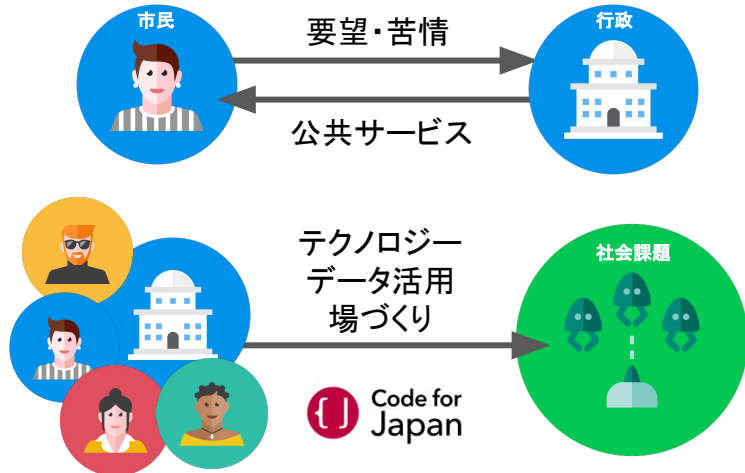 市民
要望・苦情
行政
公共サービス
テクノロジー
データ活用
場づくり
社会課題
Code for
Japan